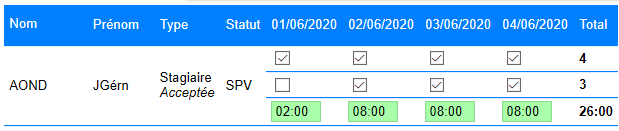 Nom Prénom Type Statut 01/06/2020 02/06/2020 03/06/2020 04/06/2020 Total
4
AOND JGérn Stagiaire Acceptée SPV 3
02:00 08:00 08:00 08:00 26:00